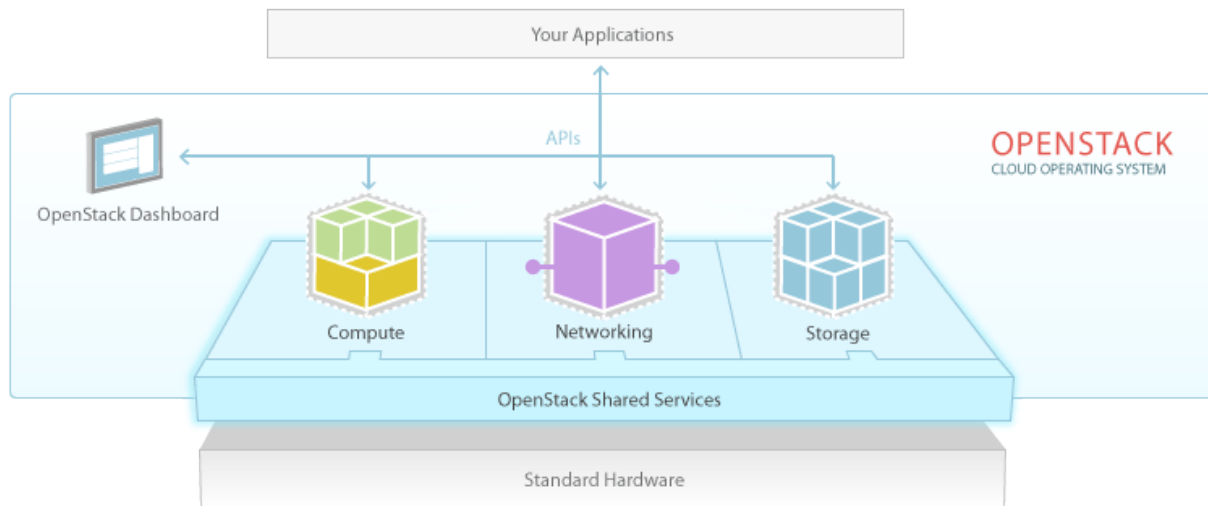 Your Applications
APIs
OPENSTACK
CLOUD OPERATING SYSTEM
OpenStack Dashboard
Compute
Networking
Storage
OpenStack Shared Services
Standard Hardware